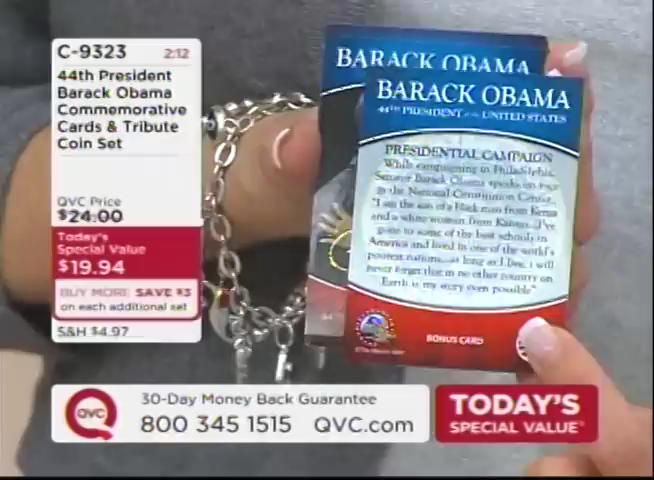 C-9323 2:12
44th President
Barack Obama
Commemorative
Cards & Tribute
Coin Set
QVC Price
$24.00
Today's
Special Value
$19.94
BUY MORE SAVE $3
on each additional set
S&H $4.97
BARACK OBAMA
BARACK OBAMA
44TH PRESIDENT of the UNITED STATES
PRESIDENTIAL CAMPAIGN
While campaigning in Philadelphia,
Senator Barack Obama speaks on race
at the National Constitution Center.
"I am the son of a Black man from Kenya
and a white woman from Kansas...I've
gone to some of the best schools in
America and lived in one of the world's
poorest nations...as long as I live, I will
never forget that in no other country on
Earth is my story even possible"
BONUS CARD
QVC
30-Day Money Back Guarantee
800 345 1515 QVC.com
TODAY'S
SPECIAL VALUE